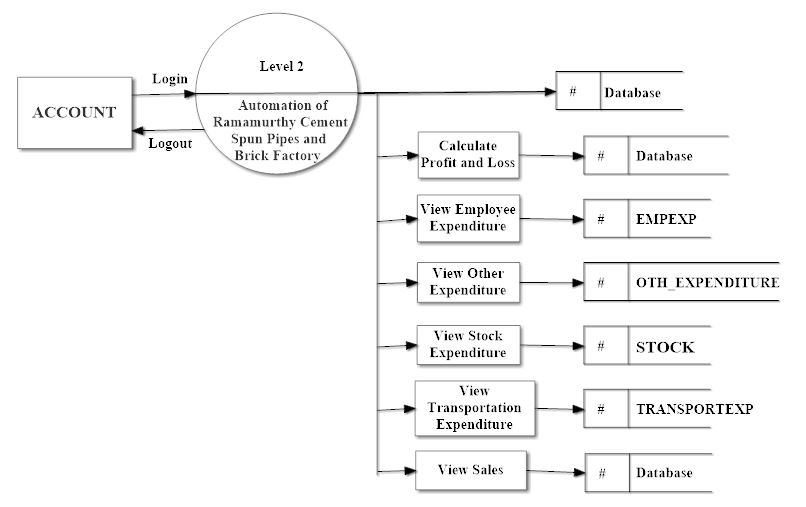 Login
Level 2
ACCOUNT
Automation of
Ramamurthy Cement
Spun Pipes and
Brick Factory
Logout
# Database
Calculate
Profit and Loss
# Database
View Employee
Expenditure
# EMPEXP
View Other
Expenditure
# OTH_EXPENDITURE
View Stock
Expenditure
# STOCK
View
Transportation
Expenditure
# TRANSPORTEXP
View Sales
# Database